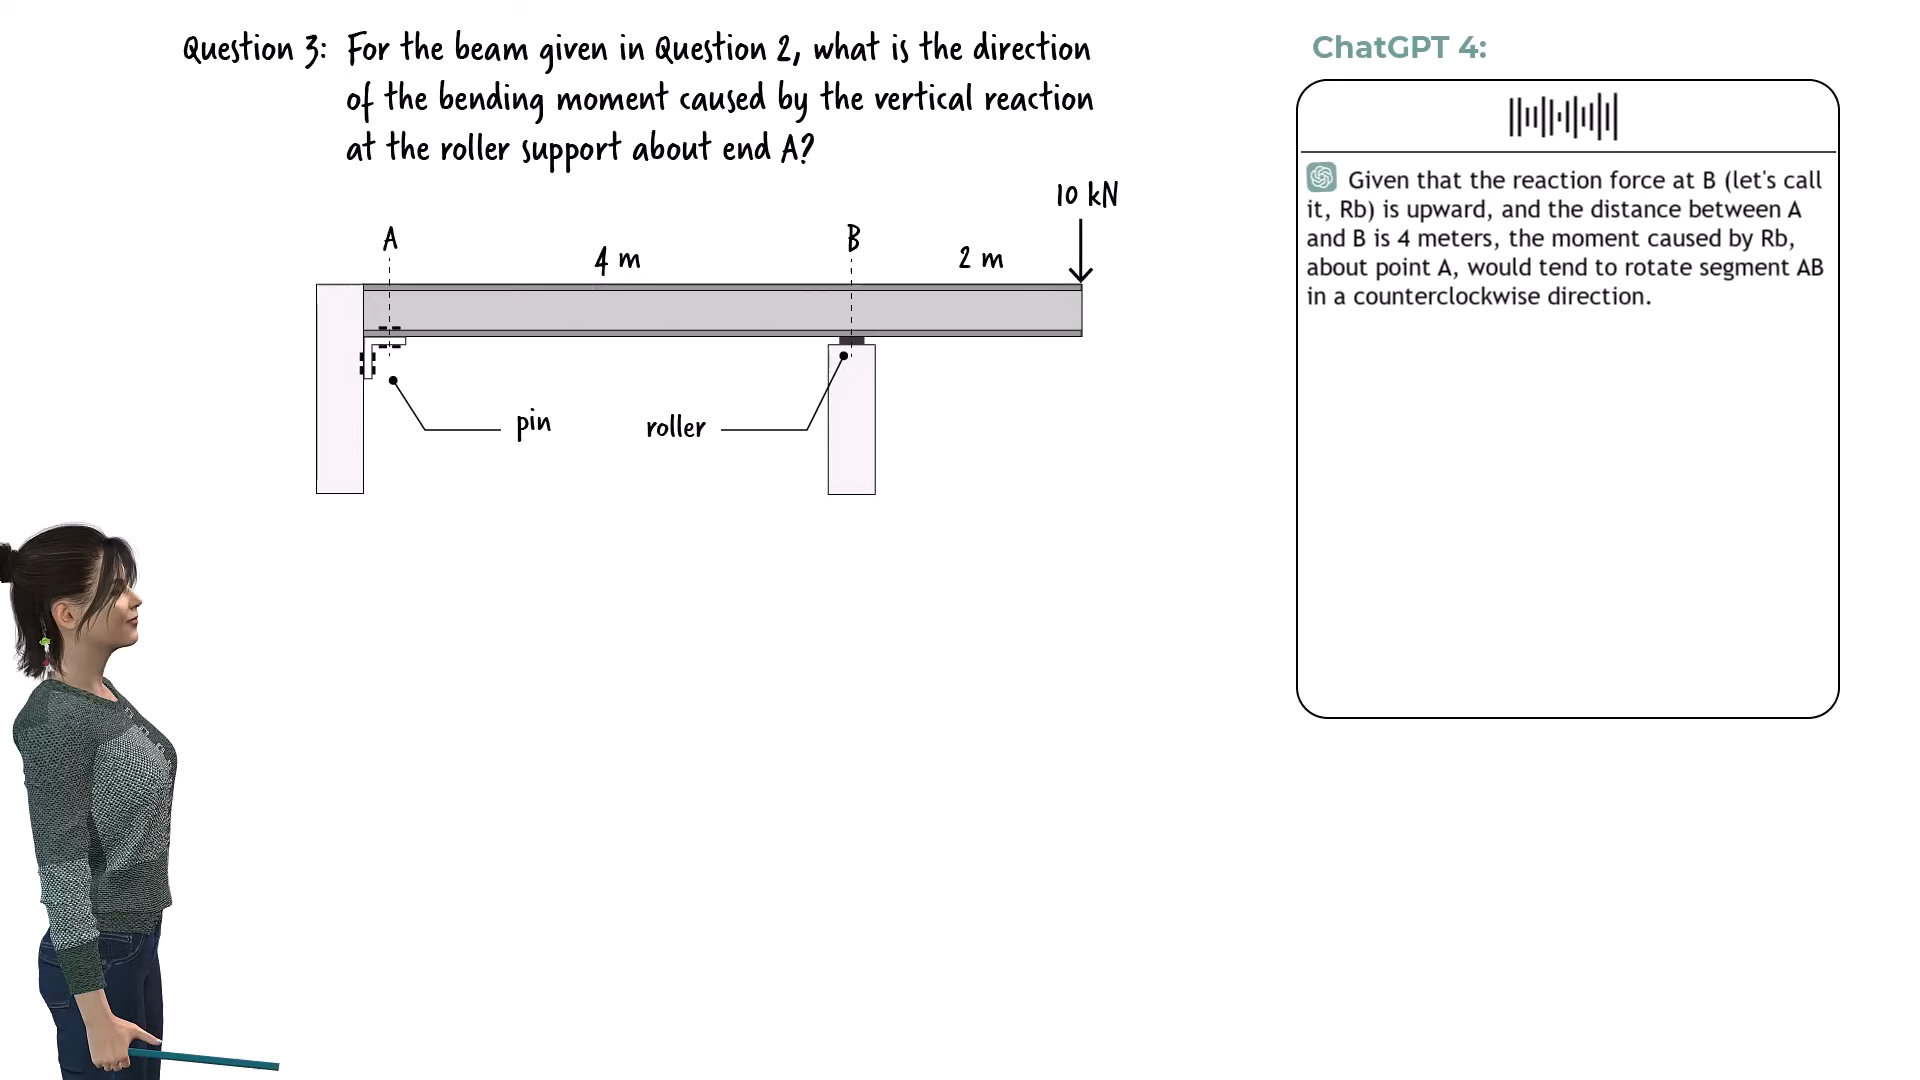 Question 3: For the beam given in Question 2, what is the direction
of the bending moment caused by the vertical reaction
at the roller support about end A?
10 kN
A
B
4 m
2 m
pin
roller
ChatGPT 4:
Given that the reaction force at B (let's call
it, Rb) is upward, and the distance between A
and B is 4 meters, the moment caused by Rb,
about point A, would tend to rotate segment AB
in a counterclockwise direction.